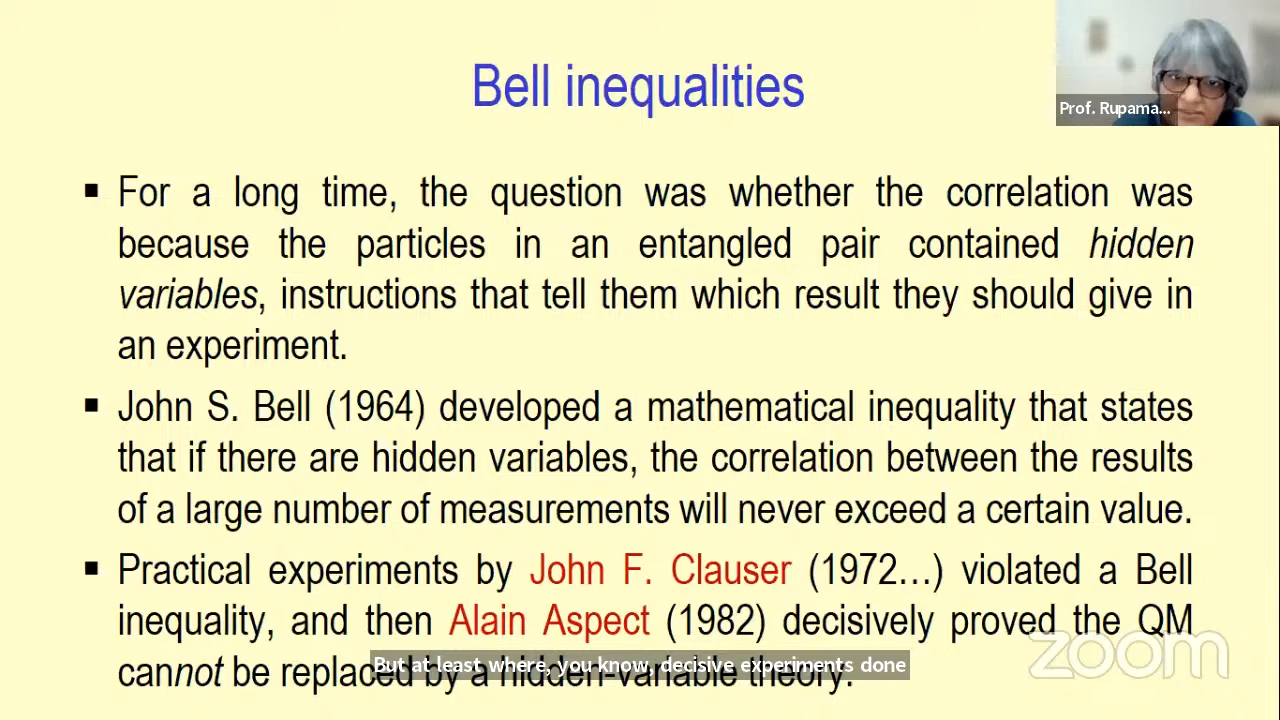 Bell inequalities
Prof. Rupama...
▪ For a long time, the question was whether the correlation was
because the particles in an entangled pair contained hidden
variables, instructions that tell them which result they should give in
an experiment.
▪ John S. Bell (1964) developed a mathematical inequality that states
that if there are hidden variables, the correlation between the results
of a large number of measurements will never exceed a certain value.
▪ Practical experiments by John F. Clauser (1972…) violated a Bell
inequality, and then Alain Aspect (1982) decisively proved the QM
cannot be replaced by a hidden-variable theory.
But at least where, you know, decisive experiments done
zoom